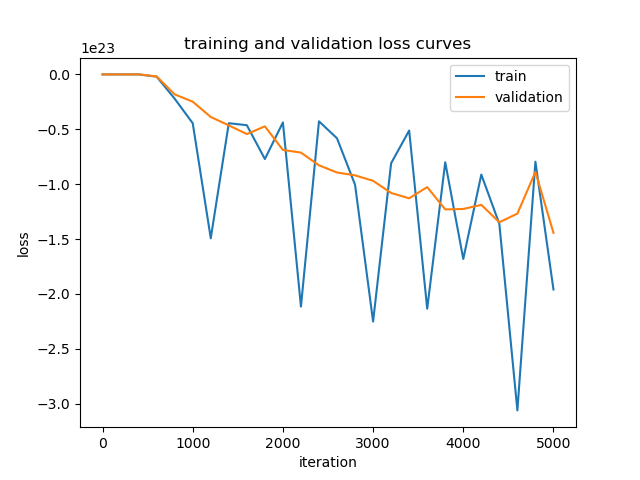 training and validation loss curves
1e23
train
validation
0.0
−0.5
−1.0
−1.5
−2.0
−2.5
−3.0
loss
0 1000 2000 3000 4000 5000
iteration